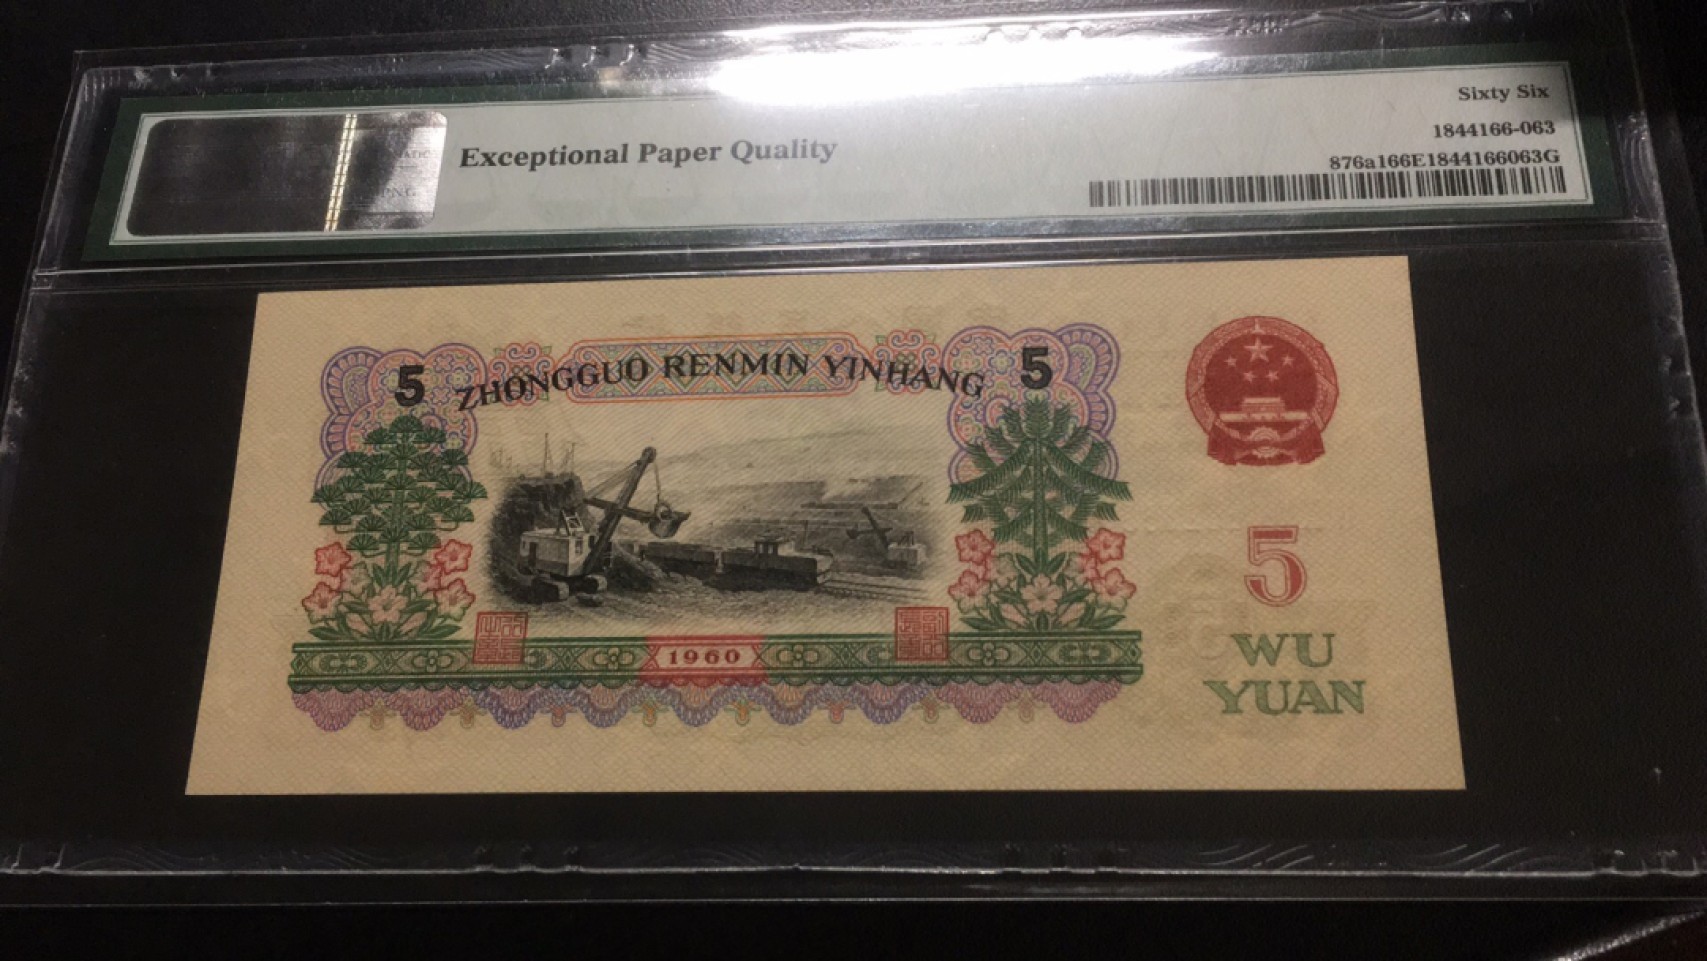 Sixty Six
1844166-063
Exceptional Paper Quality
876a166E1844166063G
5 ZHONGGUO RENMIN YINHANG 5
5
1960
WU
YUAN